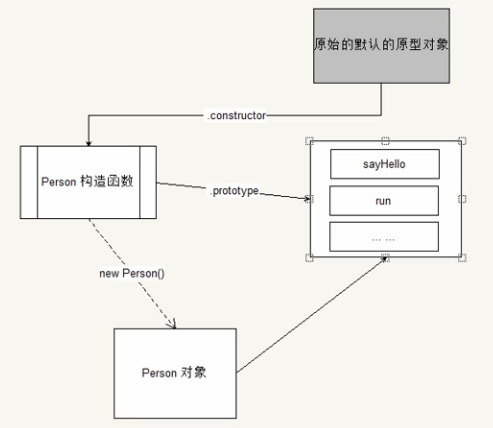 原始的默认的原型对象
.constructor
sayHello
Person 构造函数
.prototype
run
... ...
new Person()
Person 对象